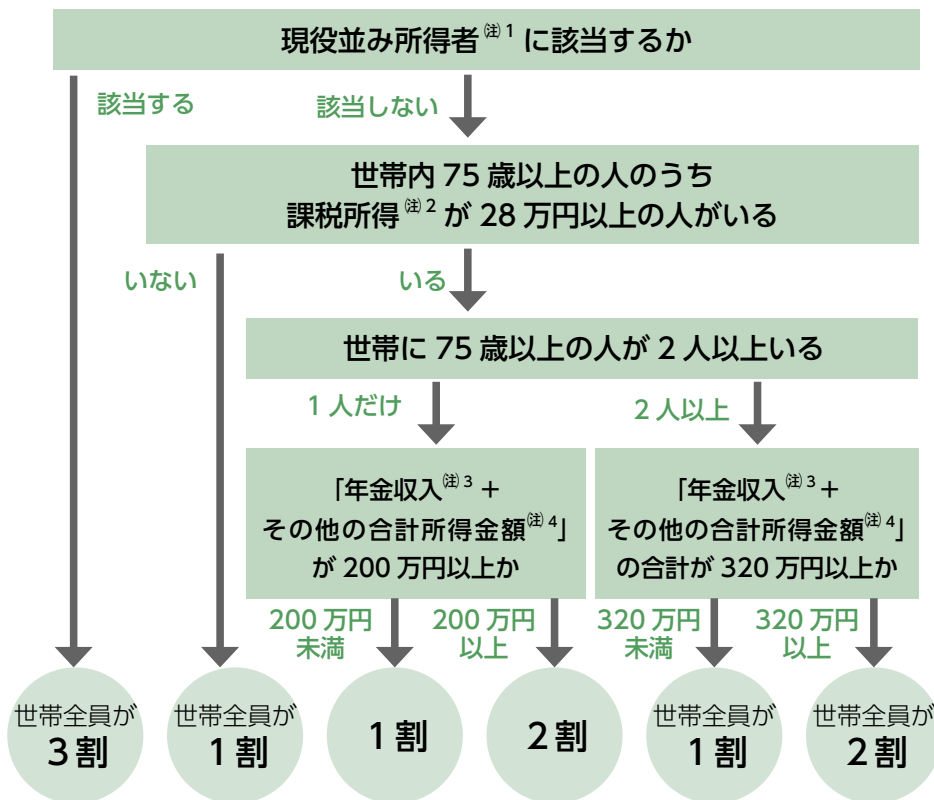 現役並み所得者(注)1 に該当するか
該当する
該当しない
世帯内 75 歳以上の人のうち
課税所得(注)2 が 28 万円以上の人がいる
いない
いる
世帯に 75 歳以上の人が 2 人以上いる
1 人だけ
2 人以上
「年金収入(注)3 +
その他の合計所得金額(注)4」
が 200 万円以上か
「年金収入(注)3 +
その他の合計所得金額(注)4」
の合計が 320 万円以上か
200 万円
未満
200 万円
以上
320 万円
未満
320 万円
以上
世帯全員が
3割
世帯全員が
1割
1割
2割
世帯全員が
1割
世帯全員が
2割